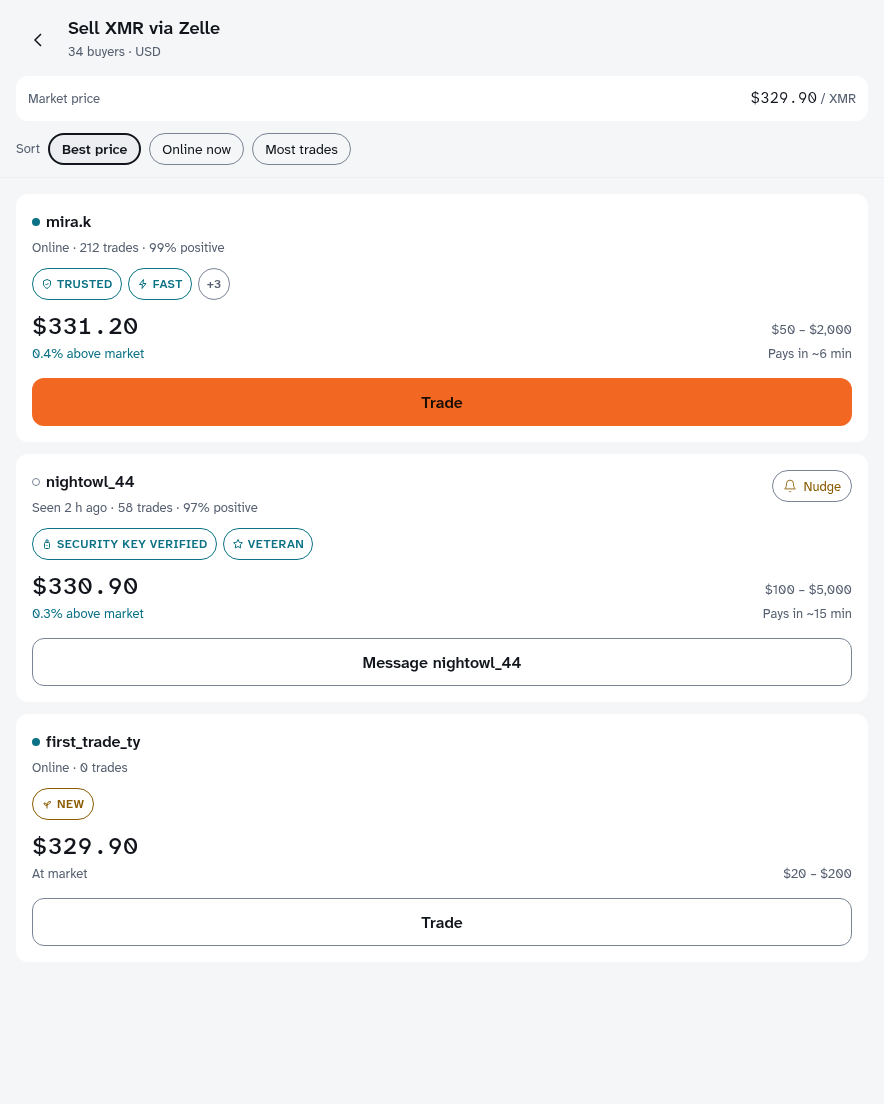 Sell XMR via Zelle
34 buyers · USD
Market price
$329.90 / XMR
Sort
Best price
Online now
Most trades
mira.k
Online · 212 trades · 99% positive
TRUSTED
FAST
+3
$331.20
$50 – $2,000
0.4% above market
Pays in ~6 min
Trade
nightowl_44
Nudge
Seen 2 h ago · 58 trades · 97% positive
SECURITY KEY VERIFIED
VETERAN
$330.90
$100 – $5,000
0.3% above market
Pays in ~15 min
Message nightowl_44
first_trade_ty
Online · 0 trades
NEW
$329.90
At market
$20 – $200
Trade